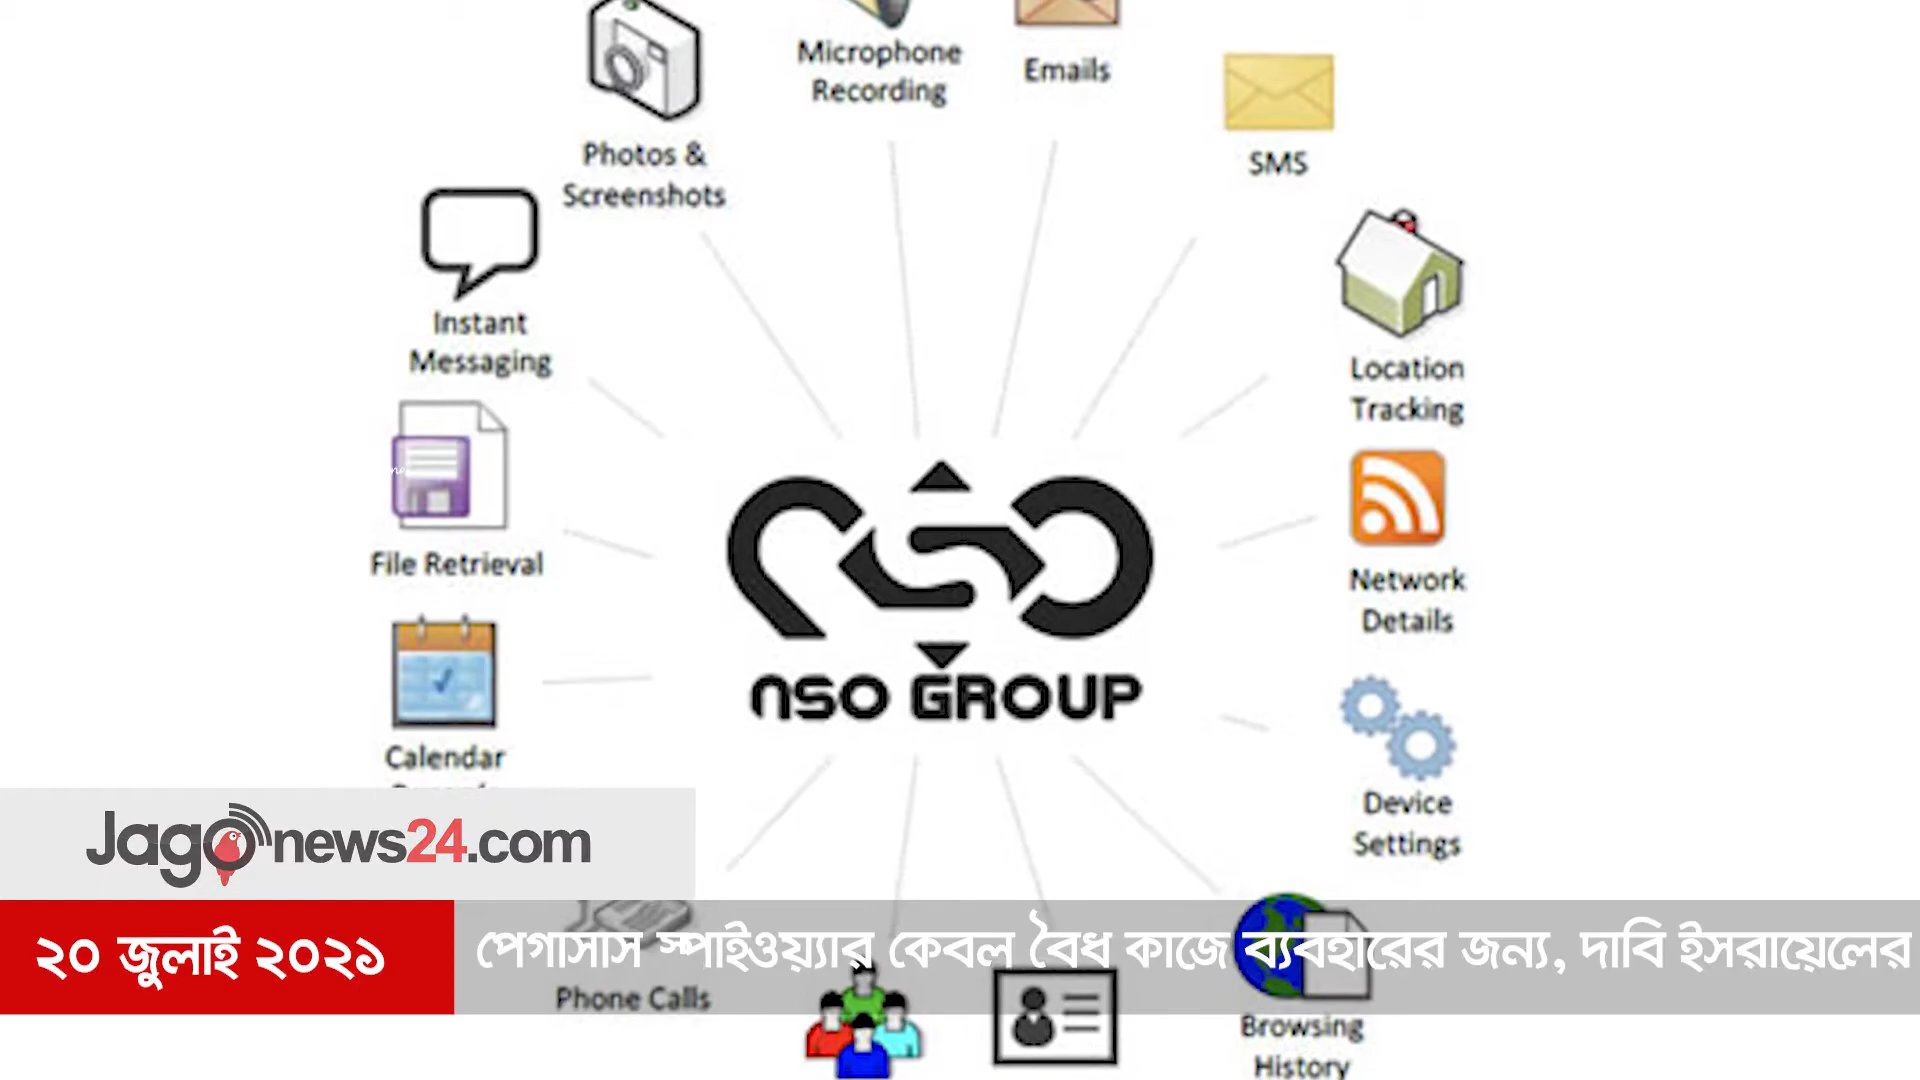 Microphone
Recording
Emails
Photos &
Screenshots
SMS
Instant
Messaging
Location
Tracking
File Retrieval
Network
Details
NSO GROUP
Calendar
Device
Settings
Jagonews24.com
২০ জুলাই ২০২১
পেগাসাস স্পাইওয়্যার কেবল বৈধ কাজে ব্যবহারের জন্য, দাবি ইসরায়েলের
Phone Calls
Browsing
History